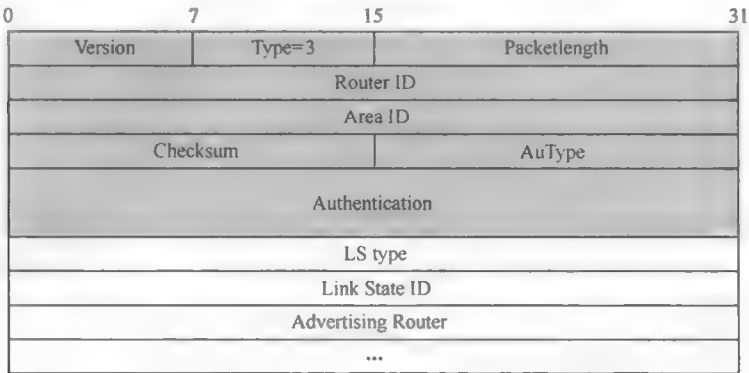 0 7 15 31
Version Type=3 Packetlength
Router ID
Area ID
Checksum AuType
Authentication
LS type
Link State ID
Advertising Router
...